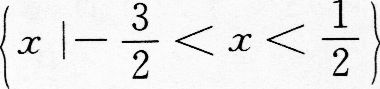 {x | −3/2 < x < 1/2}